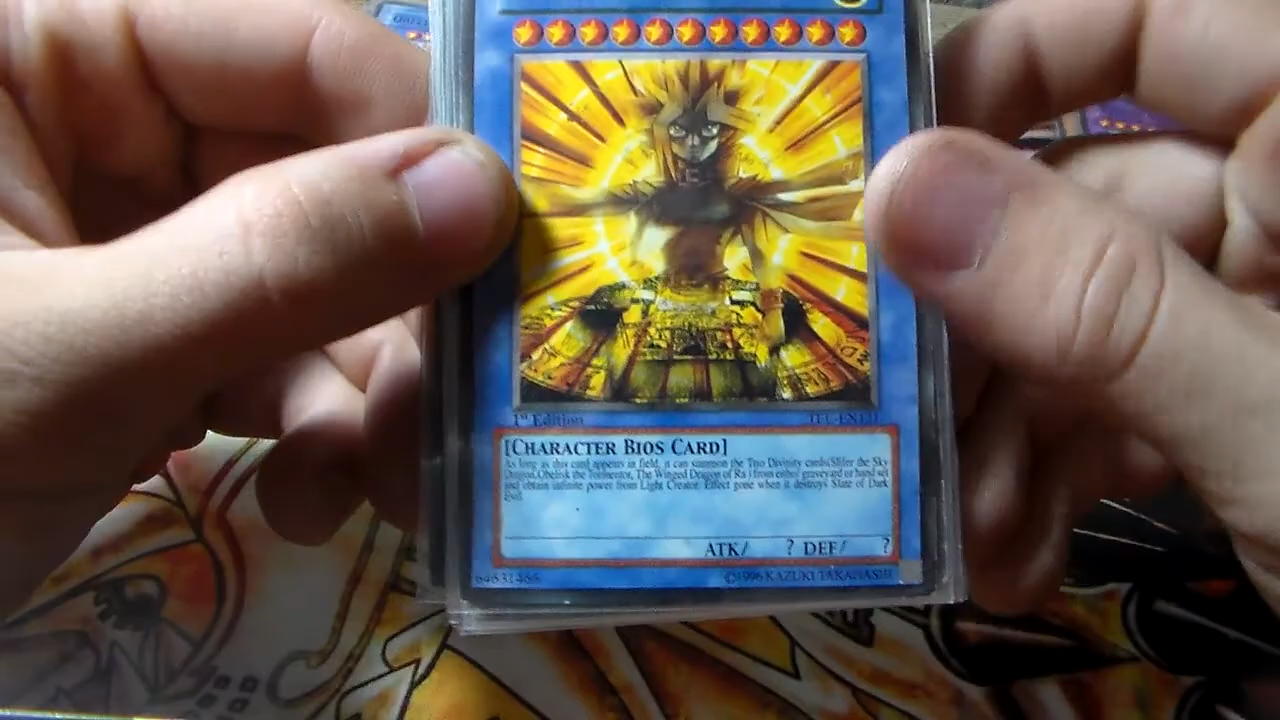 1st Edition
[CHARACTER BIOS CARD]
As long as this card appears in field, it can summon the Trio Divinity cards(Slifer the Sky
Dragon,Obelisk the Tormentor, The Winged Dragon of Ra ) from either graveyard or hand set
and obtain infinite power from Light Creator. Effect gone when it destroys Slate of Dark
Evil.
ATK/ ? DEF/ ?
©1996 KAZUKI TAKAHASHI